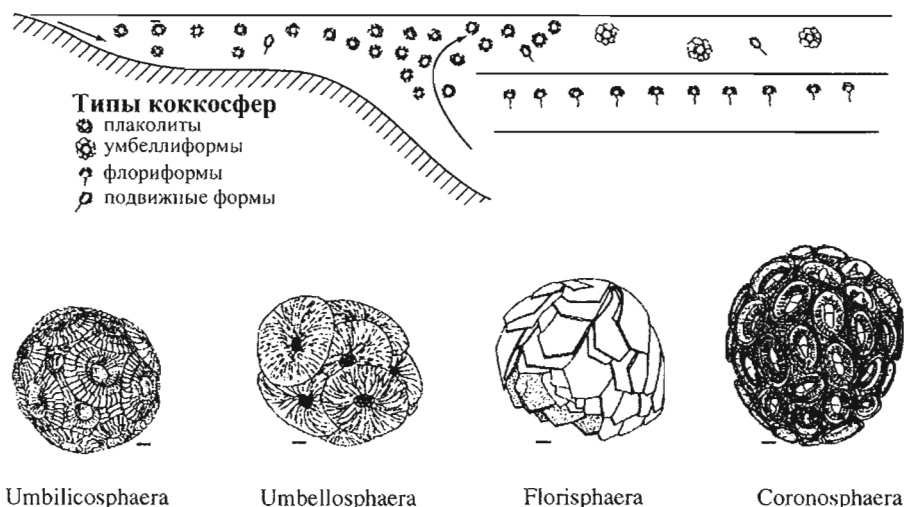 Типы коккосфер
плаколиты
умбеллиформы
флориформы
подвижные формы
Umbilicosphaera Umbellosphaera Florisphaera Coronosphaera